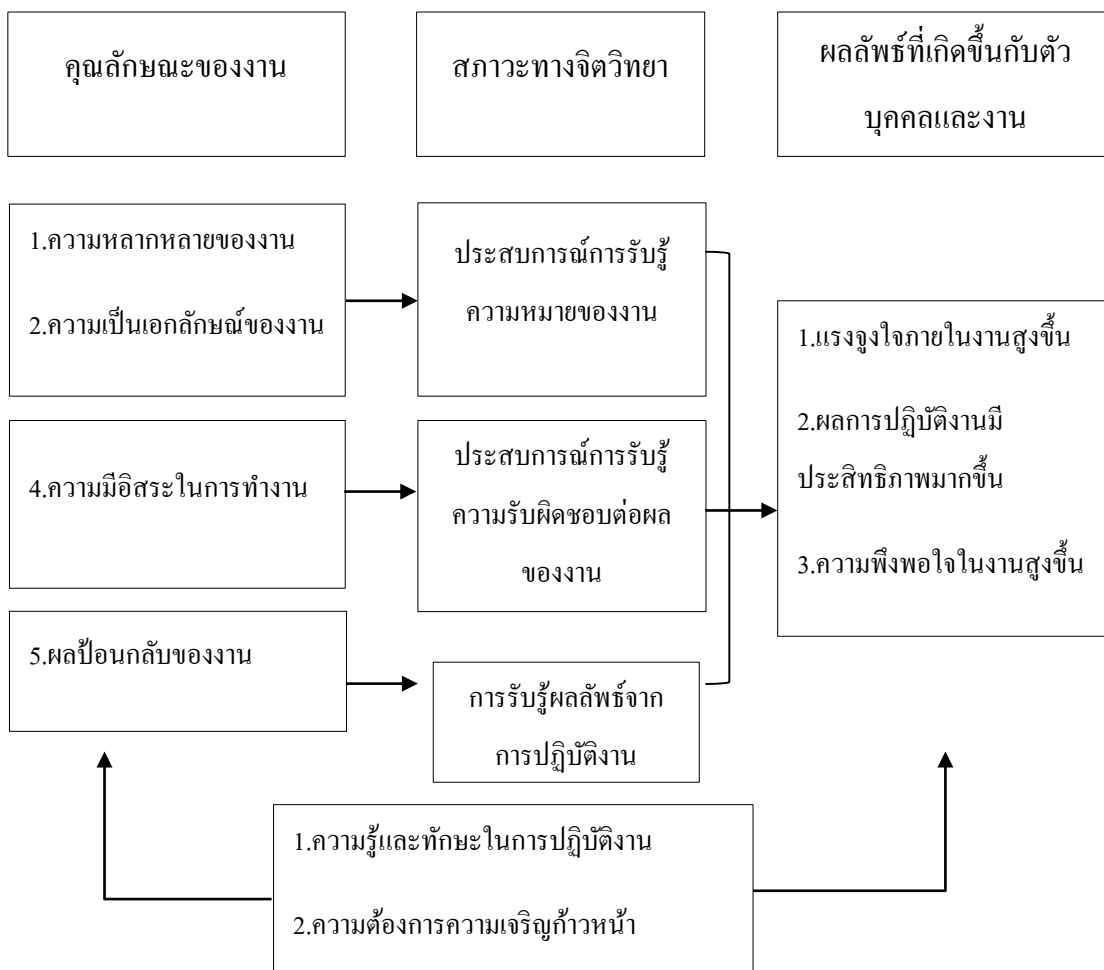 คุณลักษณะของงาน
สภาวะทางจิตวิทยา
ผลลัพธ์ที่เกิดขึ้นกับตัว
บุคคลและงาน
1.ความหลากหลายของงาน
2.ความเป็นเอกลักษณ์ของงาน
ประสบการณ์การรับรู้
ความหมายของงาน
4.ความมีอิสระในการทำงาน
ประสบการณ์การรับรู้
ความรับผิดชอบต่อผล
ของงาน
5.ผลป้อนกลับของงาน
การรับรู้ผลลัพธ์จาก
การปฏิบัติงาน
1.แรงจูงใจภายในงานสูงขึ้น
2.ผลการปฏิบัติงานมี
ประสิทธิภาพมากขึ้น
3.ความพึงพอใจในงานสูงขึ้น
1.ความรู้และทักษะในการปฏิบัติงาน
2.ความต้องการความเจริญก้าวหน้า